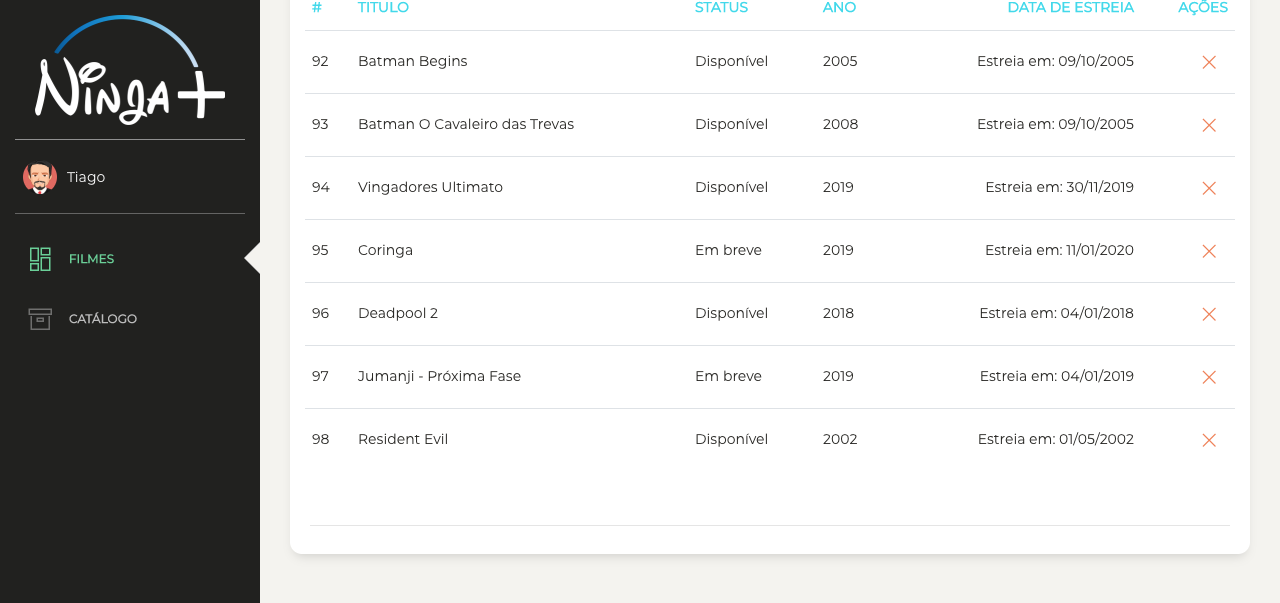 Ninja+
Tiago
FILMES
CATÁLOGO
# TITULO STATUS ANO DATA DE ESTREIA AÇÕES
92 Batman Begins Disponível 2005 Estreia em: 09/10/2005
93 Batman O Cavaleiro das Trevas Disponível 2008 Estreia em: 09/10/2005
94 Vingadores Ultimato Disponível 2019 Estreia em: 30/11/2019
95 Coringa Em breve 2019 Estreia em: 11/01/2020
96 Deadpool 2 Disponível 2018 Estreia em: 04/01/2018
97 Jumanji - Próxima Fase Em breve 2019 Estreia em: 04/01/2019
98 Resident Evil Disponível 2002 Estreia em: 01/05/2002